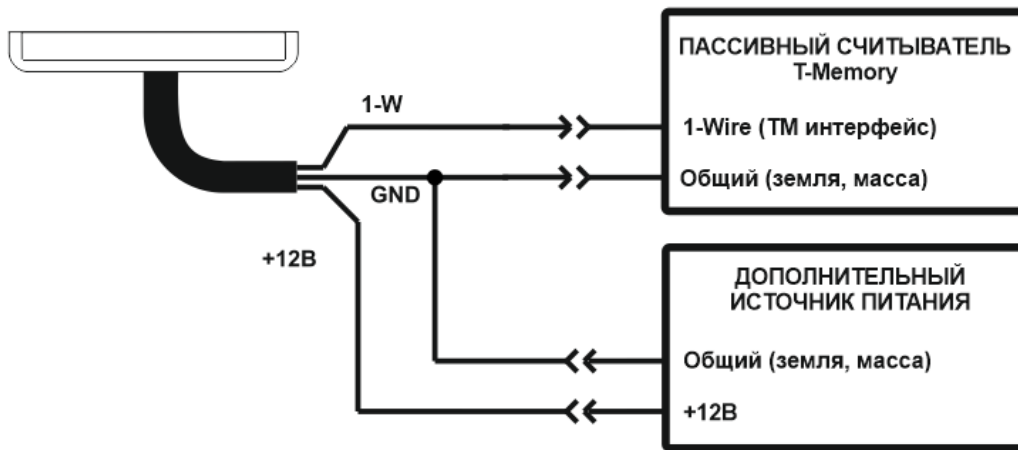 ПАССИВНЫЙ СЧИТЫВАТЕЛЬ
T-Memory
1-W
1-Wire (ТМ интерфейс)
GND
Общий (земля, масса)
+12В
ДОПОЛНИТЕЛЬНЫЙ
ИСТОЧНИК ПИТАНИЯ
Общий (земля, масса)
+12В